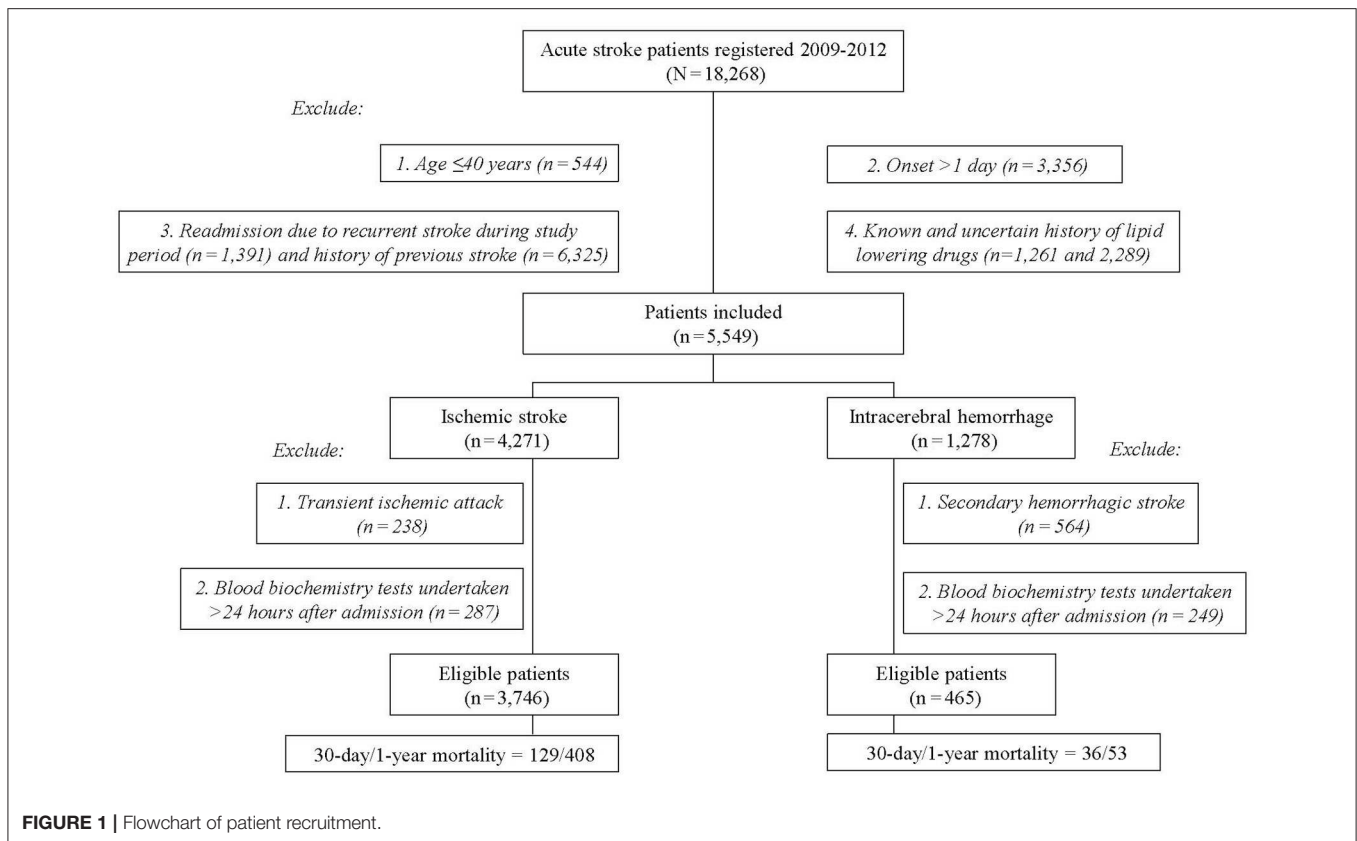 Acute stroke patients registered 2009-2012
(N = 18,268)
Exclude:
1. Age ≤40 years (n = 544)
2. Onset >1 day (n = 3,356)
3. Readmission due to recurrent stroke during study
period (n = 1,391) and history of previous stroke (n = 6,325)
4. Known and uncertain history of lipid
lowering drugs (n=1,261 and 2,289)
Patients included
(n = 5,549)
Ischemic stroke
(n = 4,271)
Intracerebral hemorrhage
(n = 1,278)
Exclude:
Exclude:
1. Transient ischemic attack
(n = 238)
1. Secondary hemorrhagic stroke
(n = 564)
2. Blood biochemistry tests undertaken
>24 hours after admission (n = 287)
2. Blood biochemistry tests undertaken
>24 hours after admission (n = 249)
Eligible patients
(n = 3,746)
Eligible patients
(n = 465)
30-day/1-year mortality = 129/408
30-day/1-year mortality = 36/53
FIGURE 1 | Flowchart of patient recruitment.